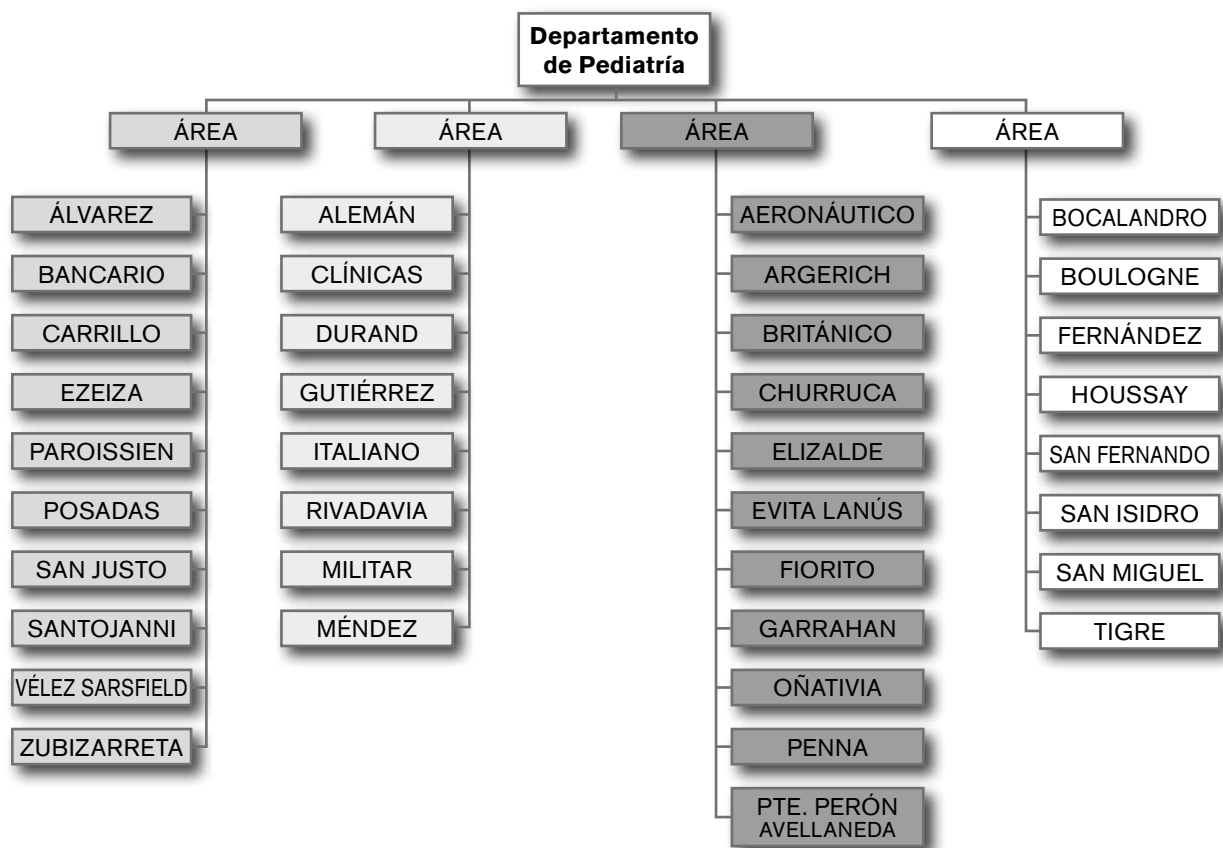 Departamento
de Pediatría
ÁREA
ÁLVAREZ
BANCARIO
CARRILLO
EZEIZA
PAROISSIEN
POSADAS
SAN JUSTO
SANTOJANNI
VÉLEZ SARSFIELD
ZUBIZARRETA
ÁREA
ALEMÁN
CLÍNICAS
DURAND
GUTIÉRREZ
ITALIANO
RIVADAVIA
MILITAR
MÉNDEZ
ÁREA
AERONÁUTICO
ARGERICH
BRITÁNICO
CHURRUCA
ELIZALDE
EVITA LANÚS
FIORITO
GARRAHAN
OÑATIVIA
PENNA
PTE. PERÓN
AVELLANEDA
ÁREA
BOCALANDRO
BOULOGNE
FERNÁNDEZ
HOUSSAY
SAN FERNANDO
SAN ISIDRO
SAN MIGUEL
TIGRE